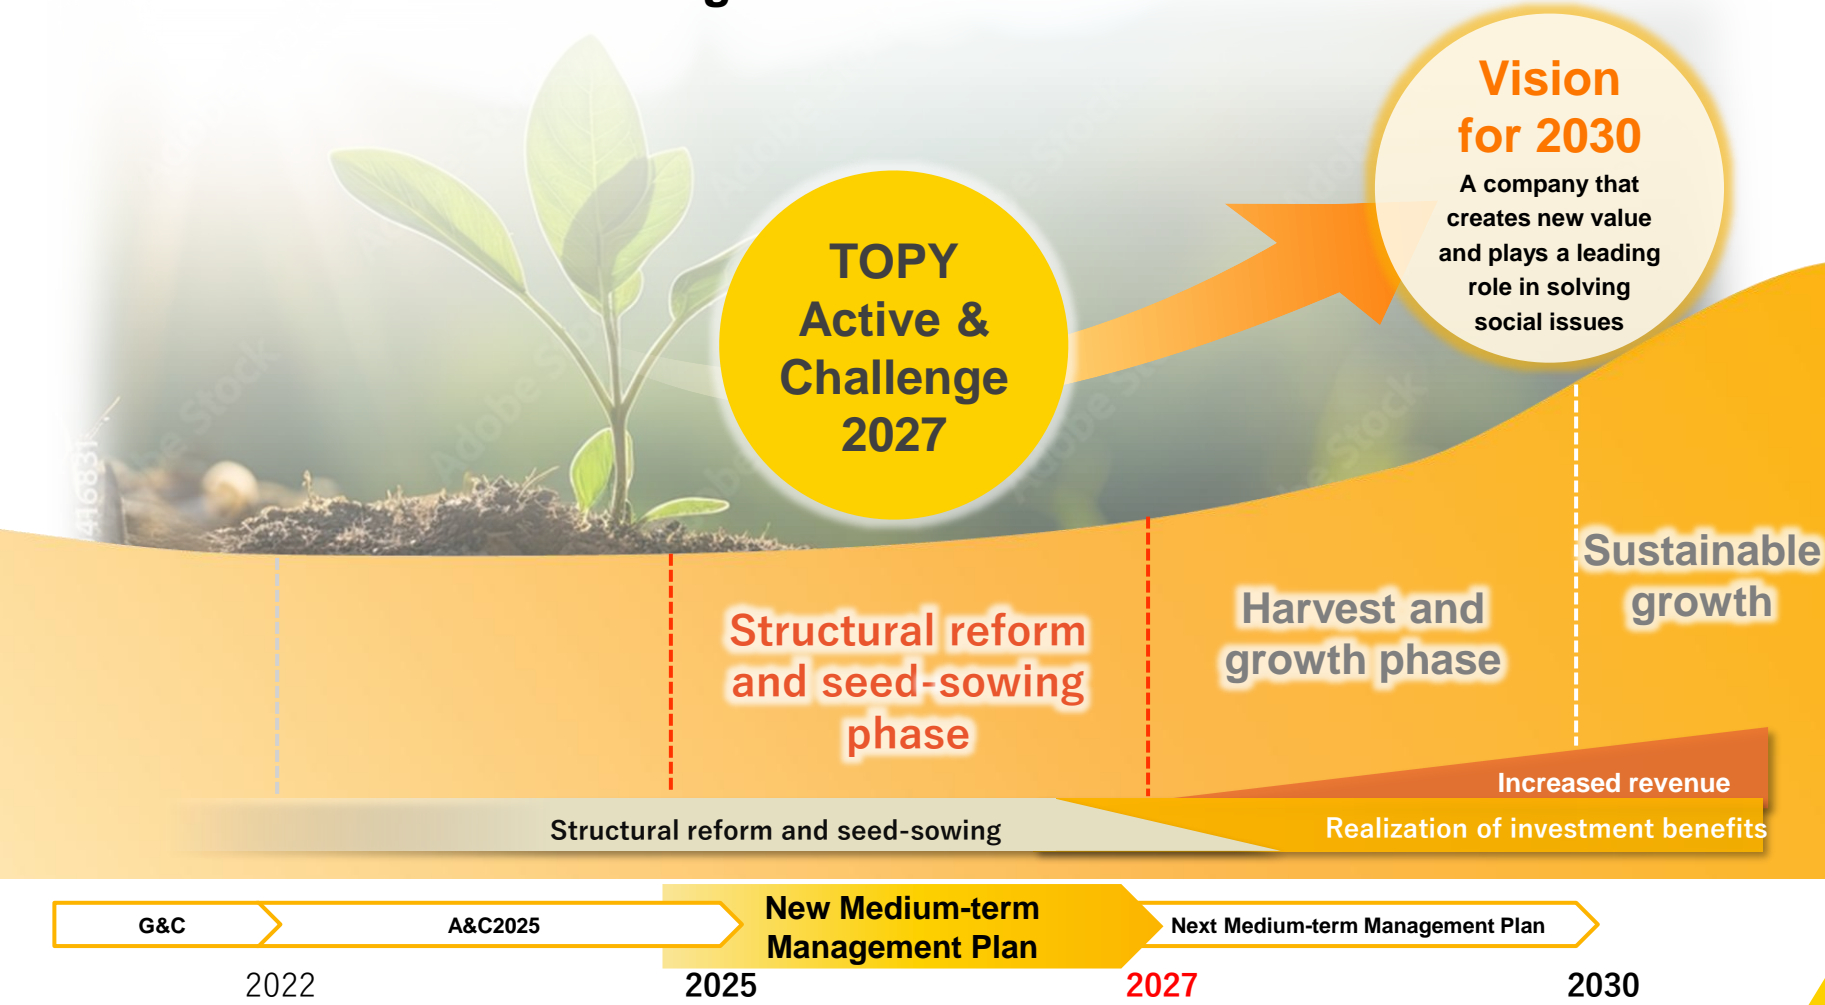 Vision
for 2030
A company that
creates new value
and plays a leading
role in solving
social issues
TOPY
Active &
Challenge
2027
Sustainable
growth
Harvest and
growth phase
Structural reform
and seed-sowing
phase
Increased revenue
Structural reform and seed-sowing
Realization of investment benefits
G&C
A&C2025
New Medium-term
Management Plan
Next Medium-term Management Plan
2022
2025
2027
2030